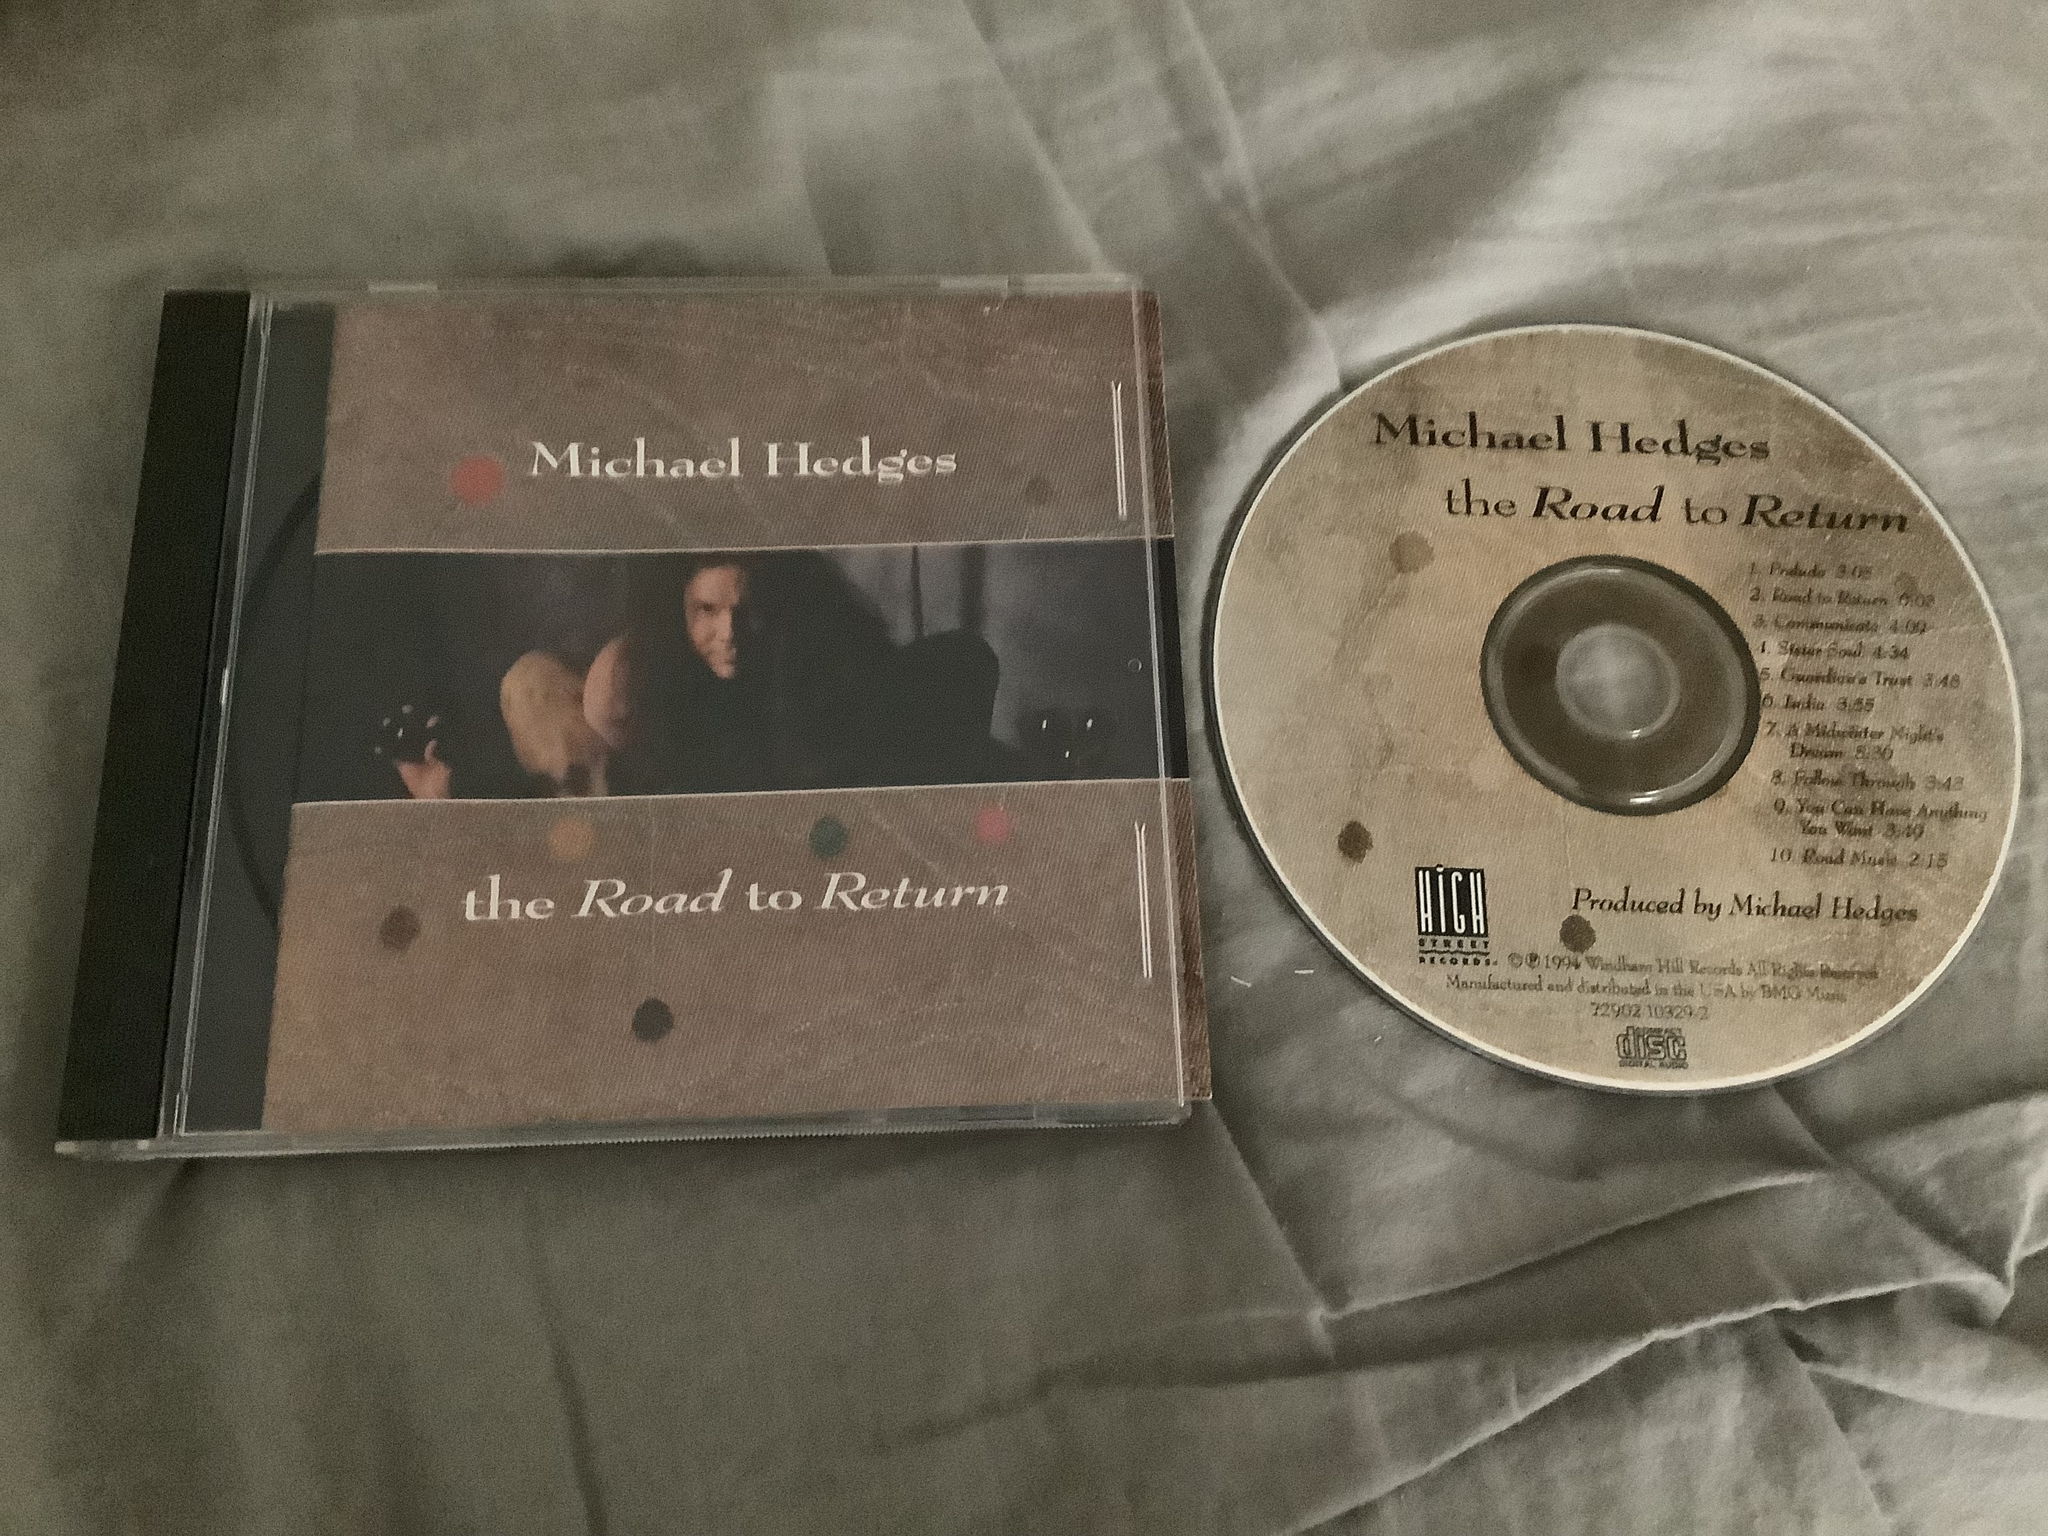 Michael Hedges
the Road to Return
Michael Hedges
the Road to Return
1. Prelude 3:05
2. Road to Return
3. Communicate 4:09
4. Sister Soul 4:34
5. Guardian's Trust 3:48
6. India 3:55
7. A Midwinter Night's
Dream 5:30
8. Follow Through 3:43
9. You Can Have Anything
You Want 3:40
10. Road Music 2:15
Produced by Michael Hedges
HiGH
STREET
RECORDS
©℗ 1994 Windham Hill Records All Rights Reserved
Manufactured and distributed in the USA by BMG Music
72902 10329-2
COMPACT
disc
DIGITAL AUDIO